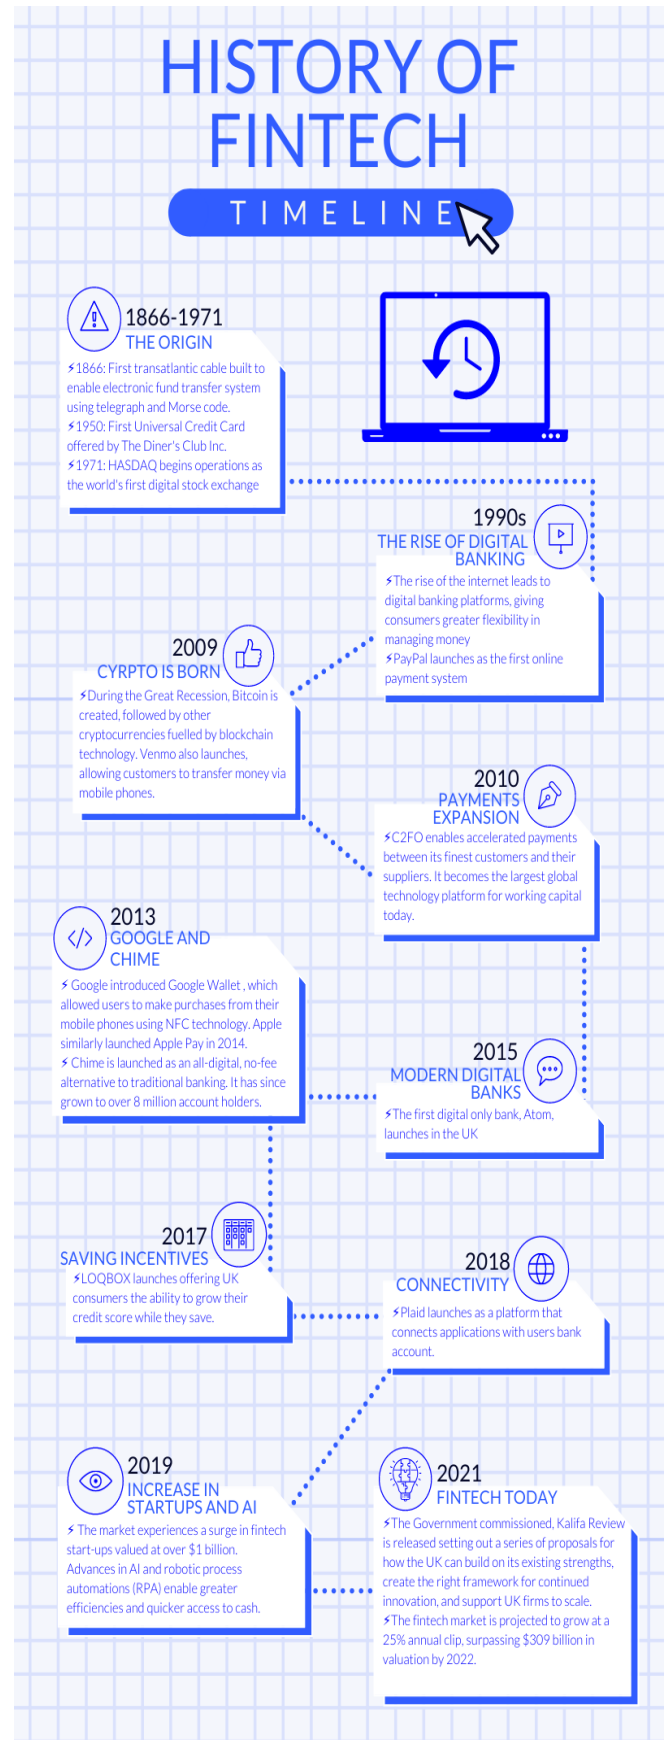 HISTORY OF
FINTECH
TIMELINE
1866-1971
THE ORIGIN
⚡1866: First transatlantic cable built to
enable electronic fund transfer system
using telegraph and Morse code.
⚡1950: First Universal Credit Card
offered by The Diner's Club Inc.
⚡1971: HASDAQ begins operations as
the world's first digital stock exchange
1990s
THE RISE OF DIGITAL
BANKING
⚡The rise of the internet leads to
digital banking platforms, giving
consumers greater flexibility in
managing money
⚡PayPal launches as the first online
payment system
2009
CYRPTO IS BORN
⚡During the Great Recession, Bitcoin is
created, followed by other
cryptocurrencies fuelled by blockchain
technology. Venmo also launches,
allowing customers to transfer money via
mobile phones.
2010
PAYMENTS
EXPANSION
⚡C2FO enables accelerated payments
between its finest customers and their
suppliers. It becomes the largest global
technology platform for working capital
today.
2013
GOOGLE AND
CHIME
⚡ Google introduced Google Wallet , which
allowed users to make purchases from their
mobile phones using NFC technology. Apple
similarly launched Apple Pay in 2014.
⚡ Chime is launched as an all-digital, no-fee
alternative to traditional banking. It has since
grown to over 8 million account holders.
2015
MODERN DIGITAL
BANKS
⚡The first digital only bank, Atom,
launches in the UK
2017
SAVING INCENTIVES
⚡LOQBOX launches offering UK
consumers the ability to grow their
credit score while they save.
2018
CONNECTIVITY
⚡Plaid launches as a platform that
connects applications with users bank
account.
2019
INCREASE IN
STARTUPS AND AI
⚡ The market experiences a surge in fintech
start-ups valued at over $1 billion.
Advances in AI and robotic process
automations (RPA) enable greater
efficiencies and quicker access to cash.
2021
FINTECH TODAY
⚡The Government commissioned, Kalifa Review
is released setting out a series of proposals for
how the UK can build on its existing strengths,
create the right framework for continued
innovation, and support UK firms to scale.
⚡The fintech market is projected to grow at a
25% annual clip, surpassing $309 billion in
valuation by 2022.